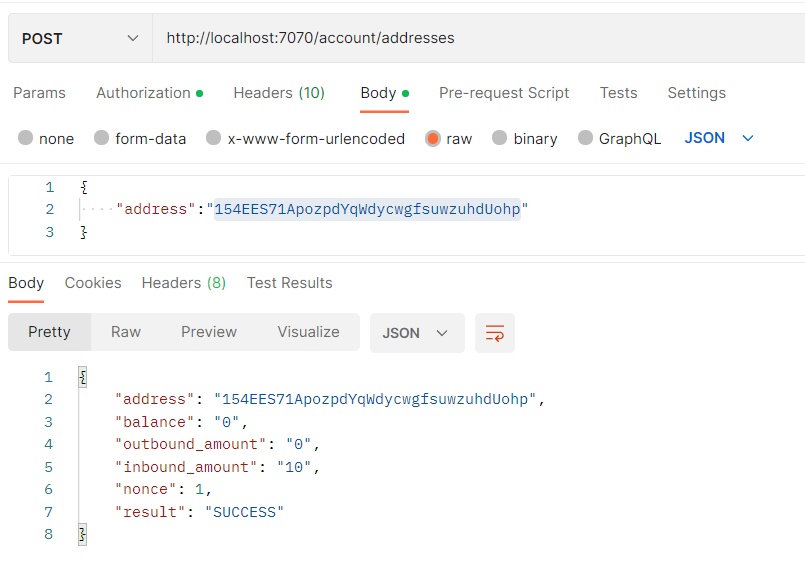 POST http://localhost:7070/account/addresses
Params Authorization Headers (10) Body Pre-request Script Tests Settings
none form-data x-www-form-urlencoded raw binary GraphQL JSON
1 {
2 ····"address":"154EES71ApozpdYqWdycwgfsuwzuhdUohp"
3 }
Body Cookies Headers (8) Test Results
Pretty Raw Preview Visualize JSON
1 {
2 "address": "154EES71ApozpdYqWdycwgfsuwzuhdUohp",
3 "balance": "0",
4 "outbound_amount": "0",
5 "inbound_amount": "10",
6 "nonce": 1,
7 "result": "SUCCESS"
8 }